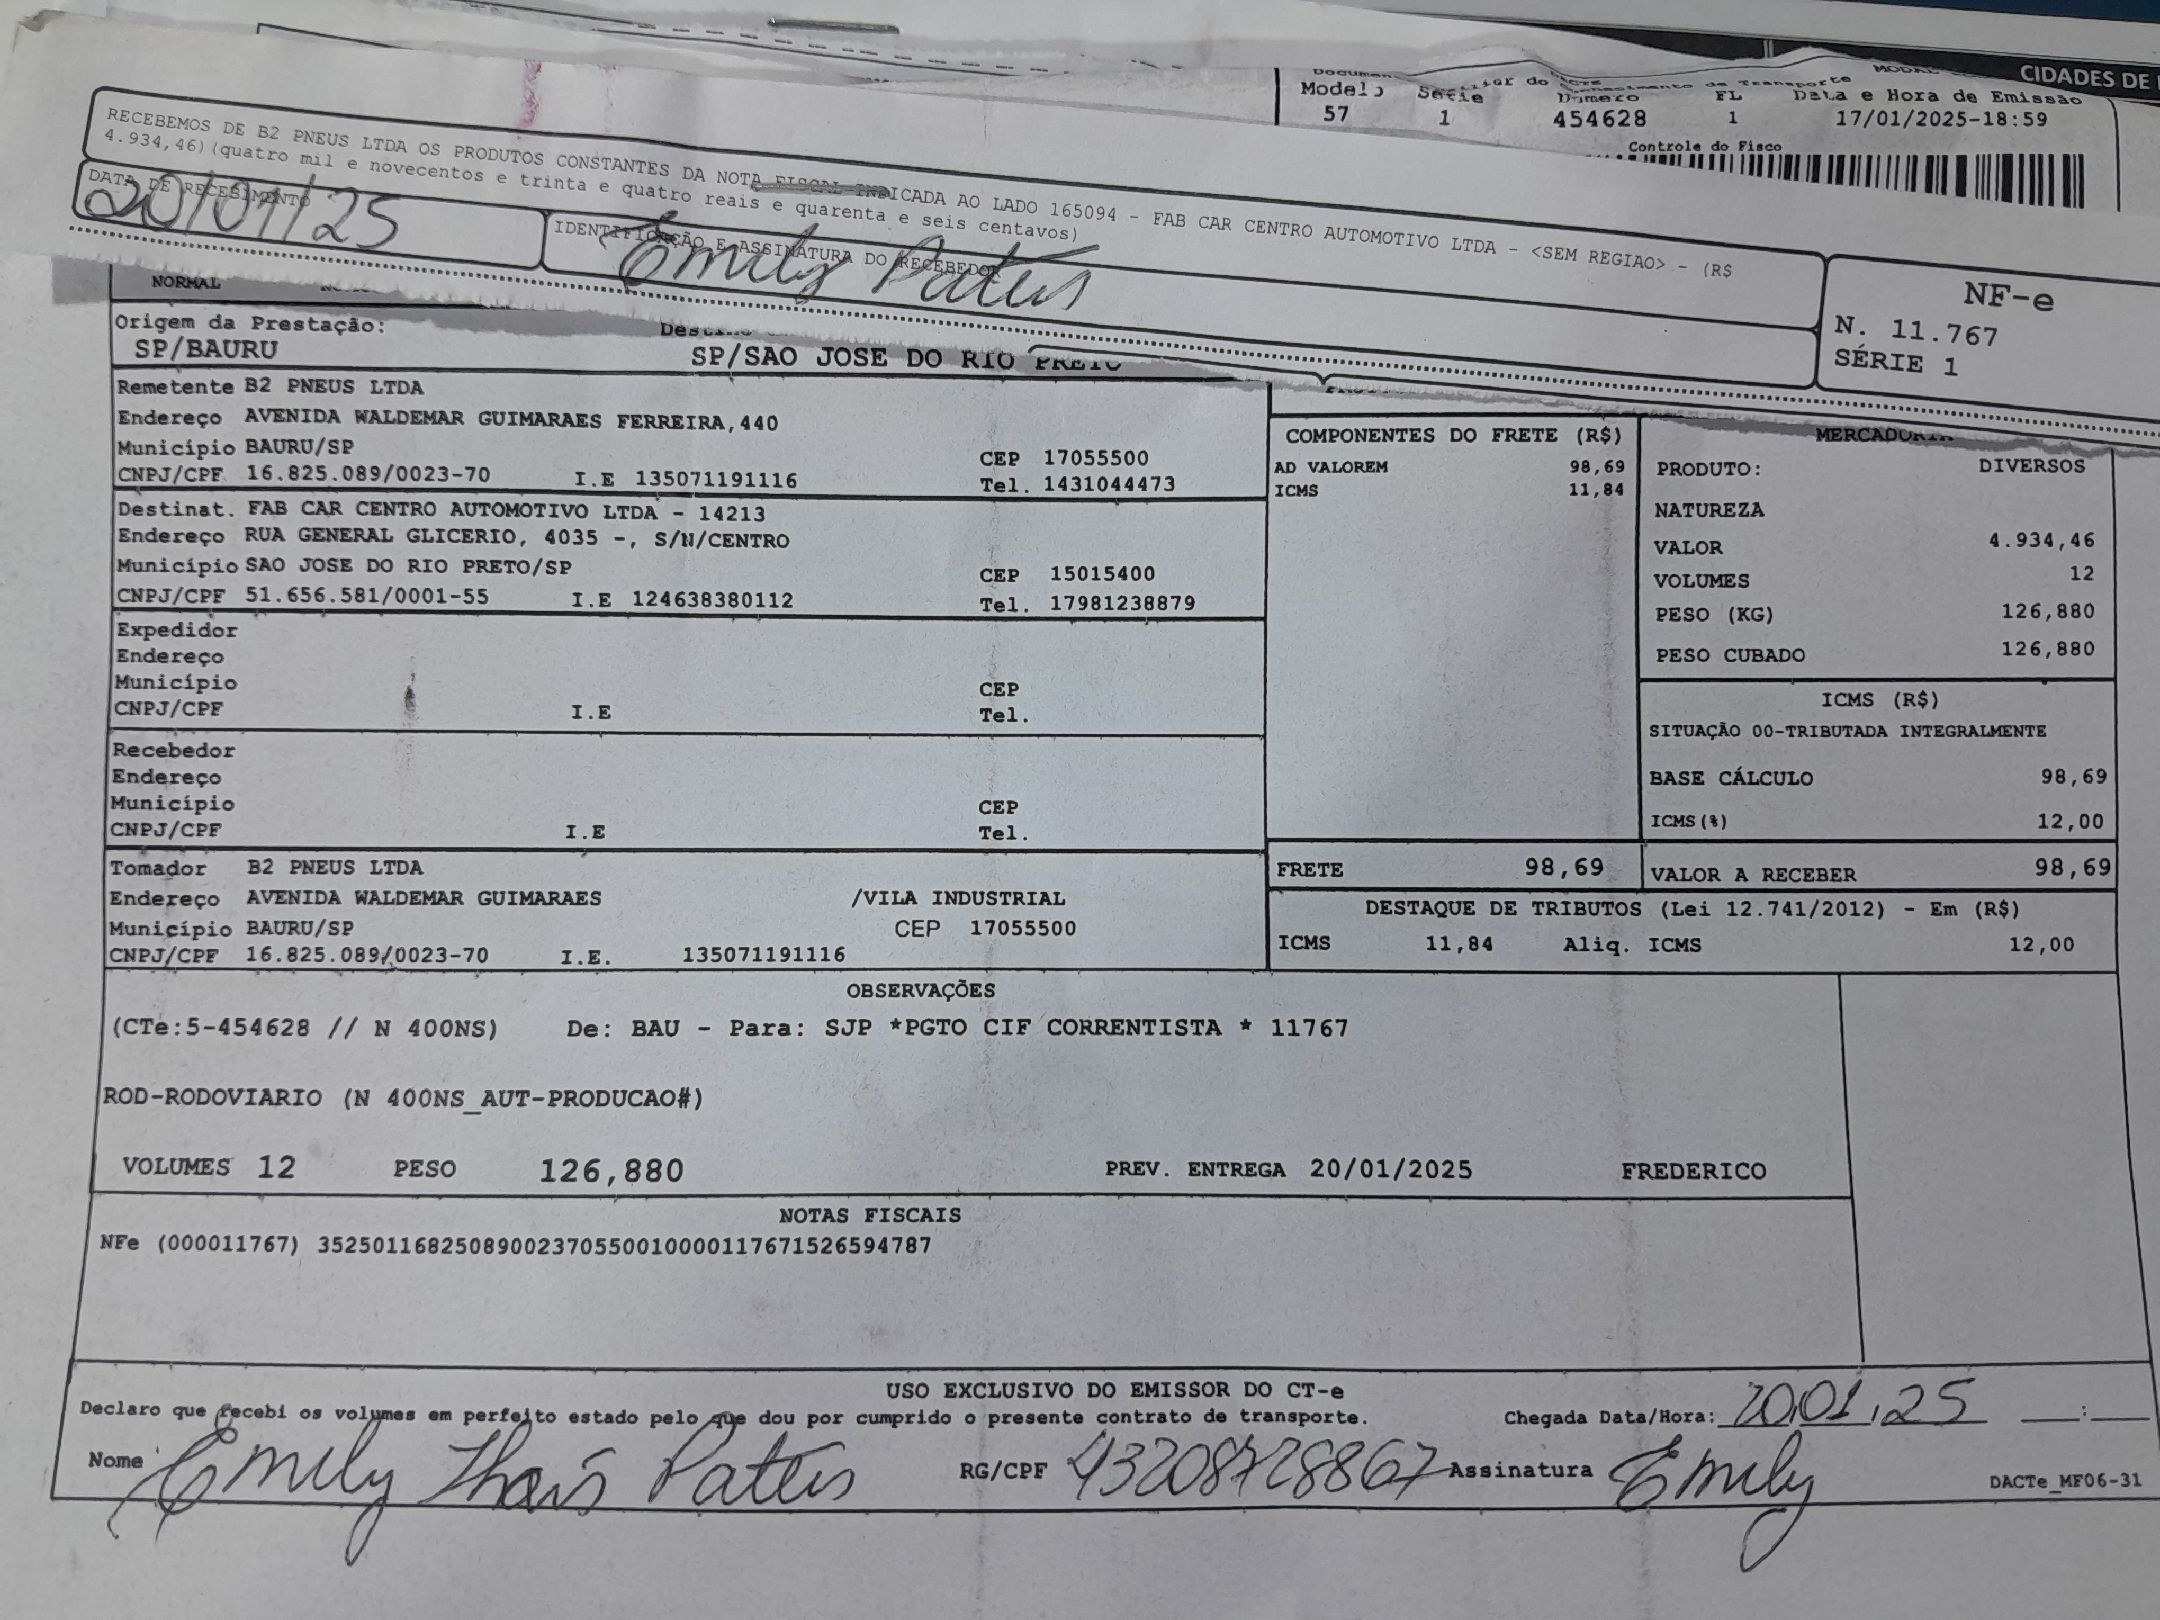 CIDADES DE
Modelo Série Número FL Data e Hora de Emissão
57 1 454628 1 17/01/2025-18:59
Controle do Fisco
RECEBEMOS DE B2 PNEUS LTDA OS PRODUTOS CONSTANTES DA NOTA FISCAL INDICADA AO LADO 165094 - FAB CAR CENTRO AUTOMOTIVO LTDA - <SEM REGIAO> - (R$
4.934,46)(quatro mil e novecentos e trinta e quatro reais e quarenta e seis centavos)
DATA DE RECEBIMENTO
20/01/25
IDENTIFICAÇÃO E ASSINATURA DO RECEBEDOR
Emily
NF-e
N. 11.767
SÉRIE 1
NORMAL
Origem da Prestação:
SP/BAURU SP/SAO JOSE DO RIO PRETO
Remetente B2 PNEUS LTDA
Endereço AVENIDA WALDEMAR GUIMARAES FERREIRA,440
Município BAURU/SP CEP 17055500
CNPJ/CPF 16.825.089/0023-70 I.E 135071191116 Tel. 1431044473
Destinat. FAB CAR CENTRO AUTOMOTIVO LTDA - 14213
Endereço RUA GENERAL GLICERIO, 4035 -, S/N/CENTRO
Município SAO JOSE DO RIO PRETO/SP CEP 15015400
CNPJ/CPF 51.656.581/0001-55 I.E 124638380112 Tel. 17981238879
Expedidor
Endereço
Município CEP
CNPJ/CPF I.E Tel.
Recebedor
Endereço
Município CEP
CNPJ/CPF I.E Tel.
Tomador B2 PNEUS LTDA
Endereço AVENIDA WALDEMAR GUIMARAES /VILA INDUSTRIAL
Município BAURU/SP CEP 17055500
CNPJ/CPF 16.825.089/0023-70 I.E. 135071191116
COMPONENTES DO FRETE (R$)
AD VALOREM 98,69
ICMS 11,84
MERCADORIA
PRODUTO: DIVERSOS
NATUREZA
VALOR 4.934,46
VOLUMES 12
PESO (KG) 126,880
PESO CUBADO 126,880
ICMS (R$)
SITUAÇÃO 00-TRIBUTADA INTEGRALMENTE
BASE CÁLCULO 98,69
ICMS(%) 12,00
FRETE 98,69 VALOR A RECEBER 98,69
DESTAQUE DE TRIBUTOS (Lei 12.741/2012) - Em (R$)
ICMS 11,84 Aliq. ICMS 12,00
OBSERVAÇÕES
(CTe:5-454628 // N 400NS) De: BAU - Para: SJP *PGTO CIF CORRENTISTA * 11767
ROD-RODOVIARIO (N 400NS_AUT-PRODUCAO#)
VOLUMES 12 PESO 126,880 PREV. ENTREGA 20/01/2025 FREDERICO
NOTAS FISCAIS
NFe (000011767) 35250116825089002370550010000117671526594787
USO EXCLUSIVO DO EMISSOR DO CT-e
Declaro que recebi os volumes em perfeito estado pelo que dou por cumprido o presente contrato de transporte. Chegada Data/Hora: 20.01.25 __:__
Nome Emily Thais RG/CPF 43208728867 Assinatura Emily
DACTe_MF06-31